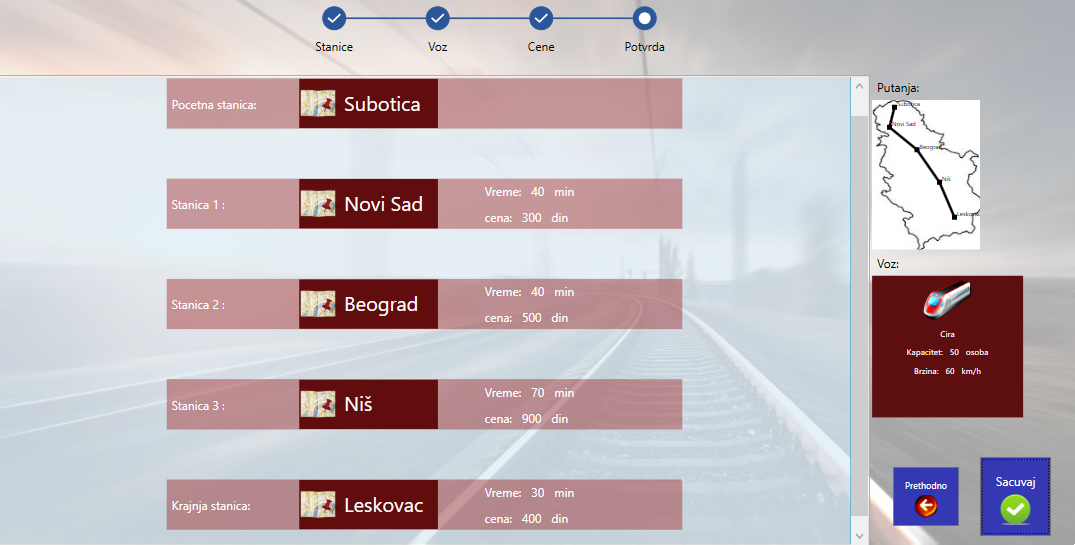 Stanice
Voz
Cene
Potvrda
Pocetna stanica:
Subotica
Stanica 1 :
Novi Sad
Vreme: 40 min
cena: 300 din
Stanica 2 :
Beograd
Vreme: 40 min
cena: 500 din
Stanica 3 :
Niš
Vreme: 70 min
cena: 900 din
Krajnja stanica:
Leskovac
Vreme: 30 min
cena: 400 din
Putanja:
Subotica
Novi Sad
Beograd
Niš
Leskovac
Voz:
Cira
Kapacitet: 50 osoba
Brzina: 60 km/h
Prethodno
Sacuvaj